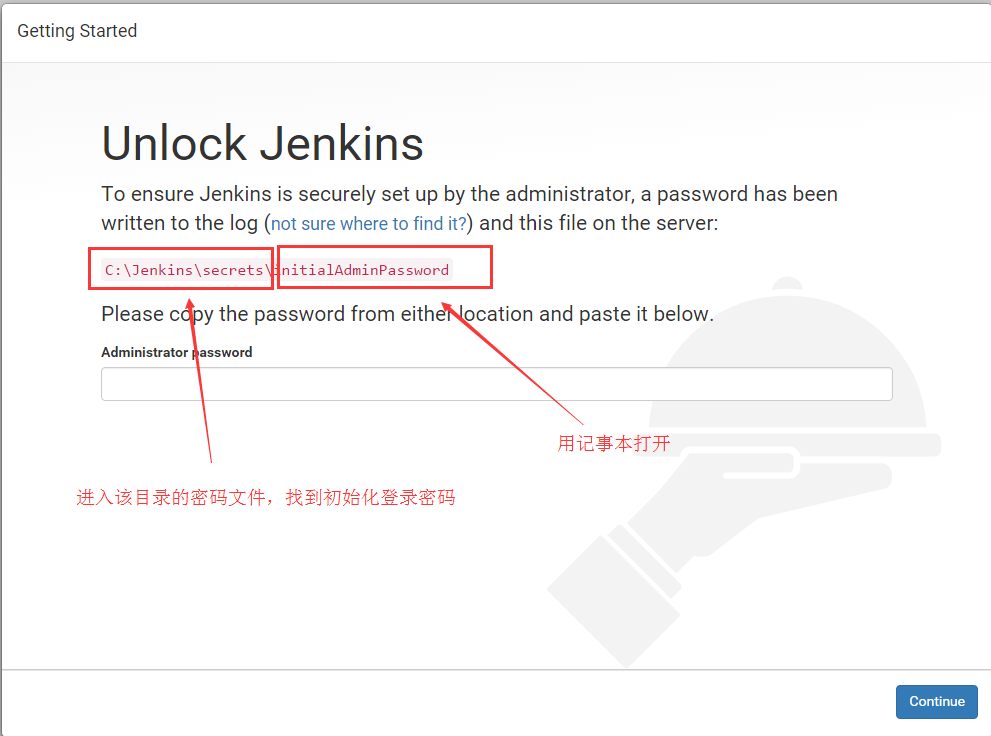 Getting Started
Unlock Jenkins
To ensure Jenkins is securely set up by the administrator, a password has been
written to the log (not sure where to find it?) and this file on the server:
C:\Jenkins\secrets\initialAdminPassword
Please copy the password from either location and paste it below.
Administrator password
用记事本打开
进入该目录的密码文件，找到初始化登录密码
Continue